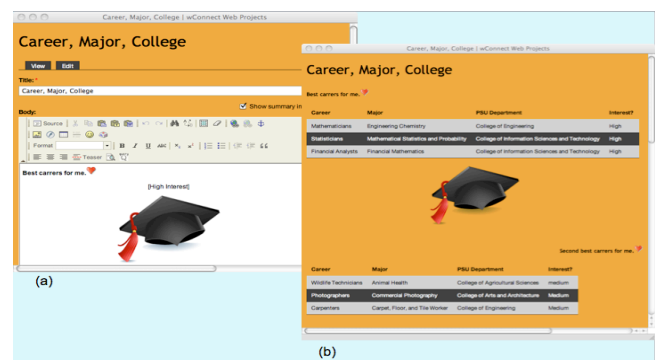 Career, Major, College | wConnect Web Projects
Career, Major, College
View Edit
Title: *
Career, Major, College
Show summary in
Body:
Source
Format
Teaser
Best carrers for me.
[High Interest]
(a)
Career, Major, College | wConnect Web Projects
Career, Major, College
Best carrers for me.
Career Major PSU Department Interest?
Mathematicians Engineering Chemistry College of Engineering High
Statisticians Mathematical Statistics and Probability College of Information Sciences and Technology High
Financial Analysts Financial Mathematics College of Information Sciences and Technology High
Second best carrers for me.
Career Major PSU Department Interest?
Wildlife Technicians Animal Health College of Agricultural Sciences medium
Photographers Commercial Photography College of Arts and Architecture Medium
Carpenters Carpet, Floor, and Tile Worker College of Engineering Medium
(b)